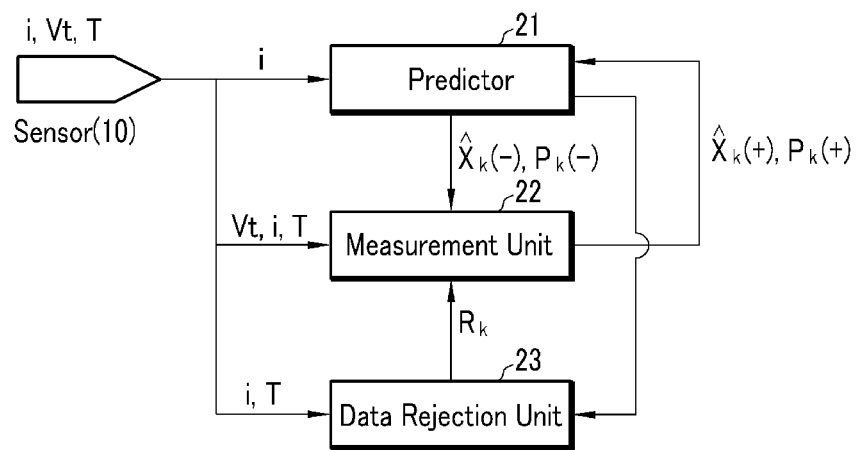 i, Vt, T
Sensor(10)
i
21
Predictor
X̂k(−), Pk(−)
X̂k(+), Pk(+)
22
Vt, i, T
Measurement Unit
Rk
23
i, T
Data Rejection Unit